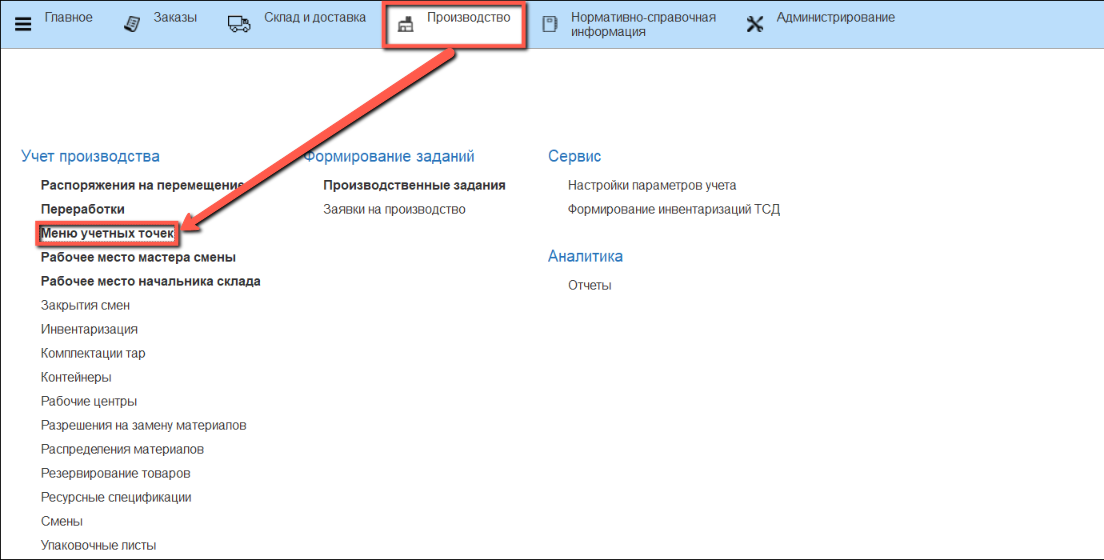 Главное
Заказы
Склад и доставка
Производство
Нормативно-справочная
информация
Администрирование
Учет производства
Распоряжения на перемещение
Переработки
Меню учетных точек
Рабочее место мастера смены
Рабочее место начальника склада
Закрытия смен
Инвентаризация
Комплектации тар
Контейнеры
Рабочие центры
Разрешения на замену материалов
Распределения материалов
Резервирование товаров
Ресурсные спецификации
Смены
Упаковочные листы
Формирование заданий
Производственные задания
Заявки на производство
Сервис
Настройки параметров учета
Формирование инвентаризаций ТСД
Аналитика
Отчеты